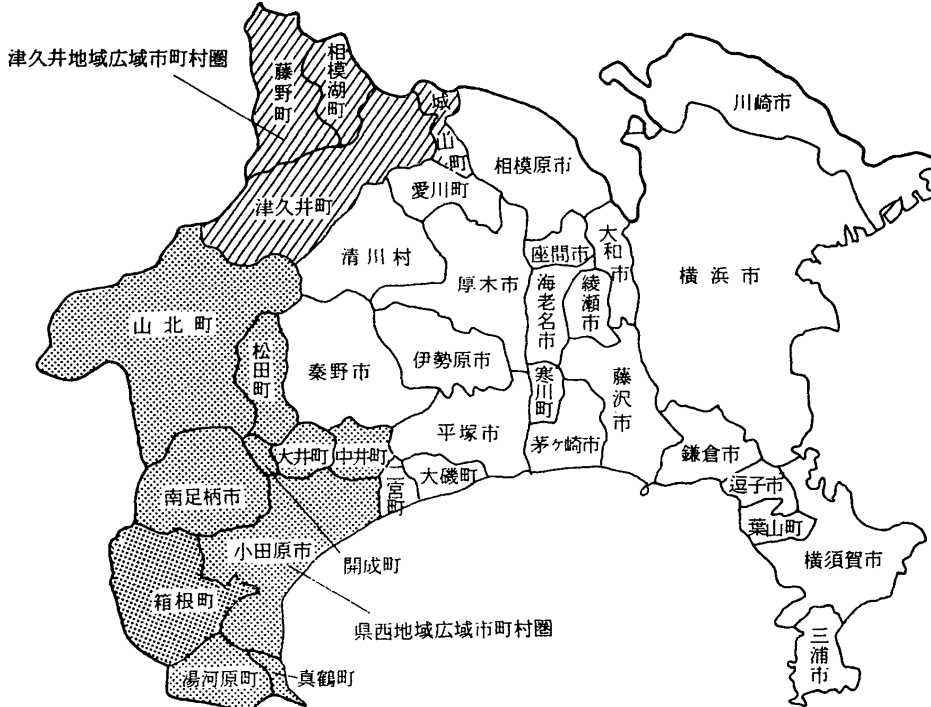 津久井地域広域市町村圏
藤野町
相模湖町
城山町
津久井町
相模原市
川崎市
愛川町
清川村
厚木市
座間市
大和市
海老名市
綾瀬市
横浜市
山北町
松田町
秦野市
伊勢原市
寒川町
藤沢市
大井町
中井町
平塚市
茅ヶ崎市
鎌倉市
南足柄市
二宮町
大磯町
逗子市
葉山町
小田原市
開成町
横須賀市
箱根町
県西地域広域市町村圏
三浦市
湯河原町
真鶴町